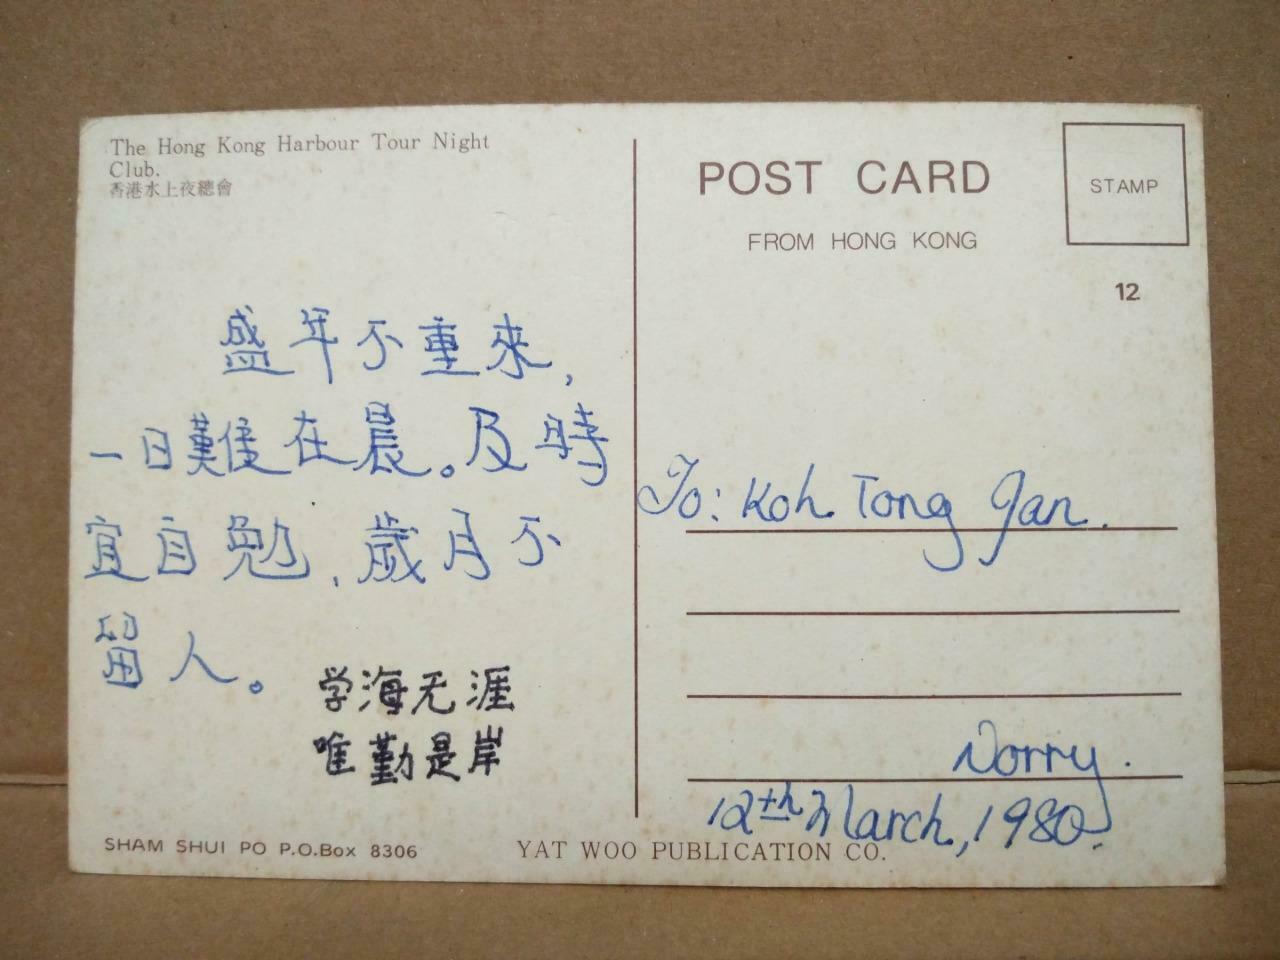 The Hong Kong Harbour Tour Night
Club.
香港水上夜總會
盛年不重來,
一日難在晨。及時
宜自勉,歲月不
留人。
学海无涯
唯勤是岸
SHAM SHUI PO P.O.Box 8306
YAT WOO PUBLICATION CO.
POST CARD
FROM HONG KONG
STAMP
12
To: Koh Tong Jan.
Norry.
12th March, 1980.